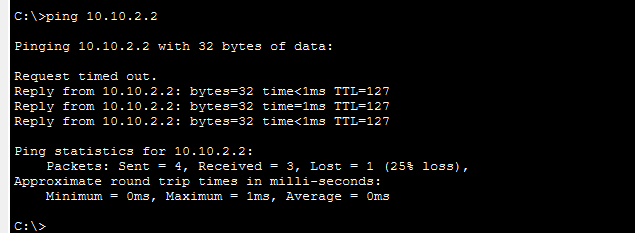 C:\>ping 10.10.2.2
Pinging 10.10.2.2 with 32 bytes of data:
Request timed out.
Reply from 10.10.2.2: bytes=32 time<1ms TTL=127
Reply from 10.10.2.2: bytes=32 time=1ms TTL=127
Reply from 10.10.2.2: bytes=32 time<1ms TTL=127
Ping statistics for 10.10.2.2:
    Packets: Sent = 4, Received = 3, Lost = 1 (25% loss),
Approximate round trip times in milli-seconds:
    Minimum = 0ms, Maximum = 1ms, Average = 0ms
C:\>